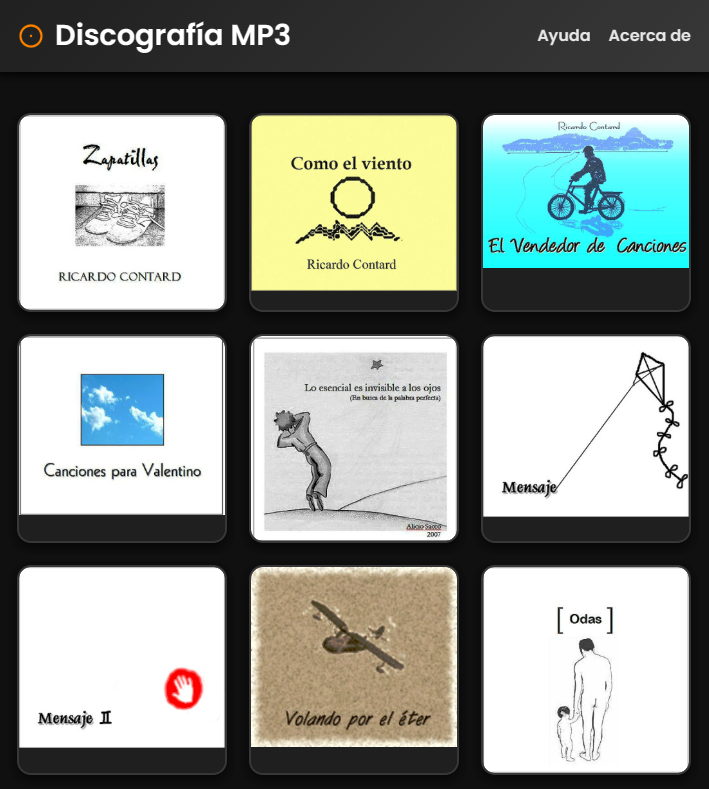 Discografía MP3
Ayuda
Acerca de
Zapatillas
RICARDO CONTARD
Como el viento
Ricardo Contard
Ricardo Contard
El Vendedor de Canciones
Canciones para Valentino
Lo esencial es invisible a los ojos
(En busca de la palabra perfecta)
Alejo Sacco
2007
Mensaje
Mensaje II
Volando por el éter
[ Odas ]